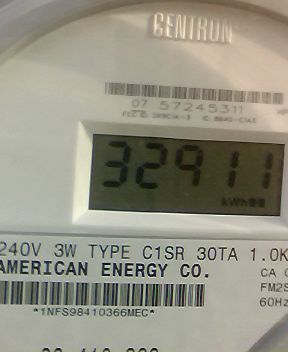 CENTRON
07 57245311
32911
kWh
240V 3W TYPE C1SR 30TA 1.0K
AMERICAN ENERGY CO.
CA
FM2S
60Hz
*1NFS98410366MEC*